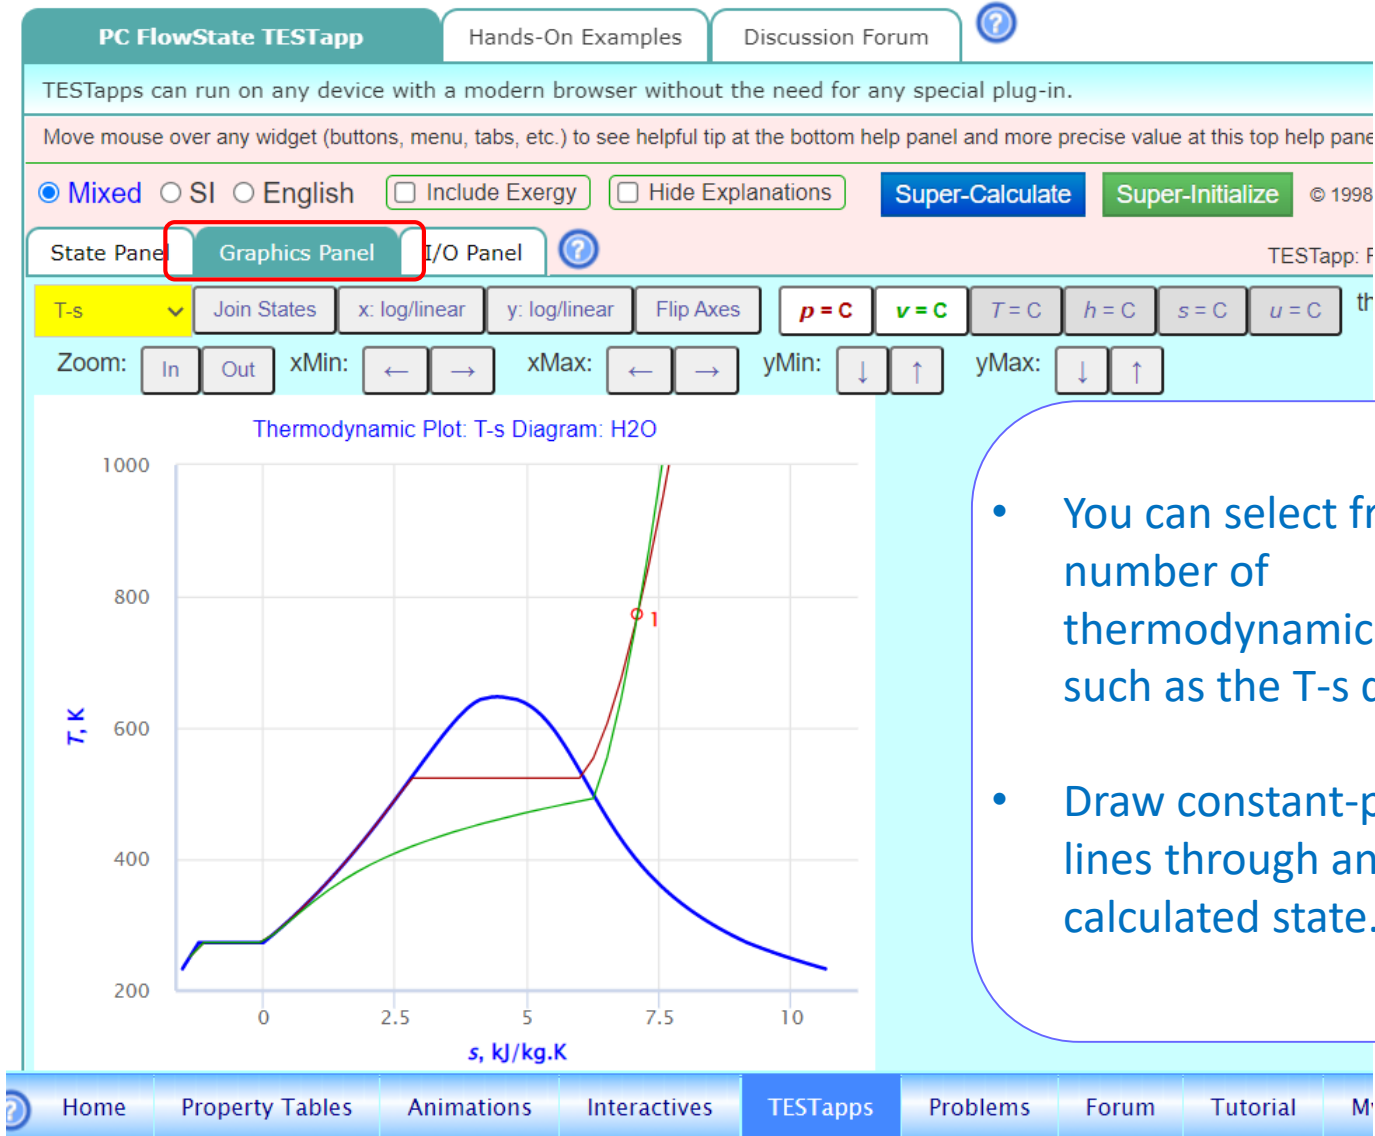 PC FlowState TESTapp Hands-On Examples Discussion Forum ?
TESTapps can run on any device with a modern browser without the need for any special plug-in.
Move mouse over any widget (buttons, menu, tabs, etc.) to see helpful tip at the bottom help panel and more precise value at this top help pane
Mixed SI English Include Exergy Hide Explanations Super-Calculate Super-Initialize © 1998
State Panel Graphics Panel I/O Panel ? TESTapp:
T-s Join States x: log/linear y: log/linear Flip Axes p = C v = C T = C h = C s = C u = C th
Zoom: In Out xMin: ← → xMax: ← → yMin: ↓ ↑ yMax: ↓ ↑
Thermodynamic Plot: T-s Diagram: H2O
1000
800
600
400
200
T, K
1
0 2.5 5 7.5 10
s, kJ/kg.K
• You can select fr
number of
thermodynamic
such as the T-s
• Draw constant-p
lines through an
calculated state.
? Home Property Tables Animations Interactives TESTapps Problems Forum Tutorial My